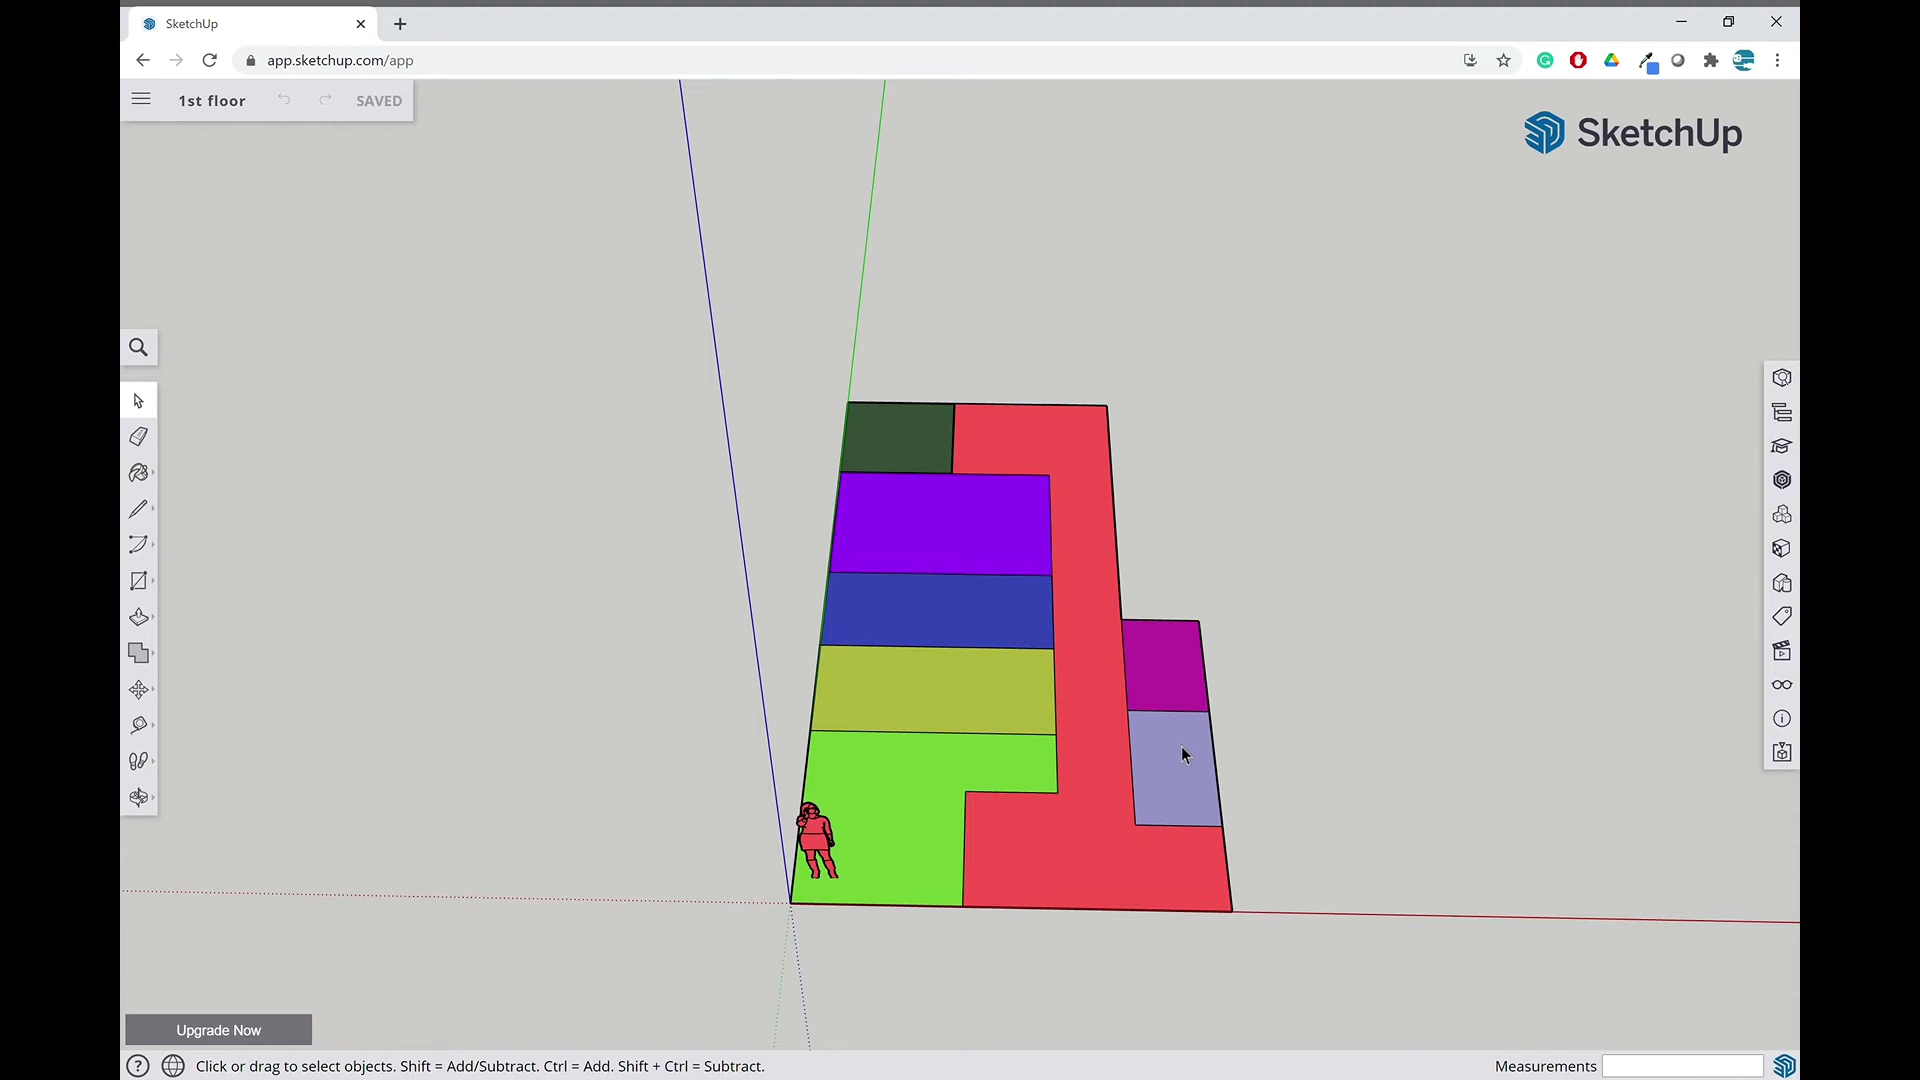 SketchUp
app.sketchup.com/app
1st floor SAVED
SketchUp
Upgrade Now
Click or drag to select objects. Shift = Add/Subtract. Ctrl = Add. Shift + Ctrl = Subtract.
Measurements